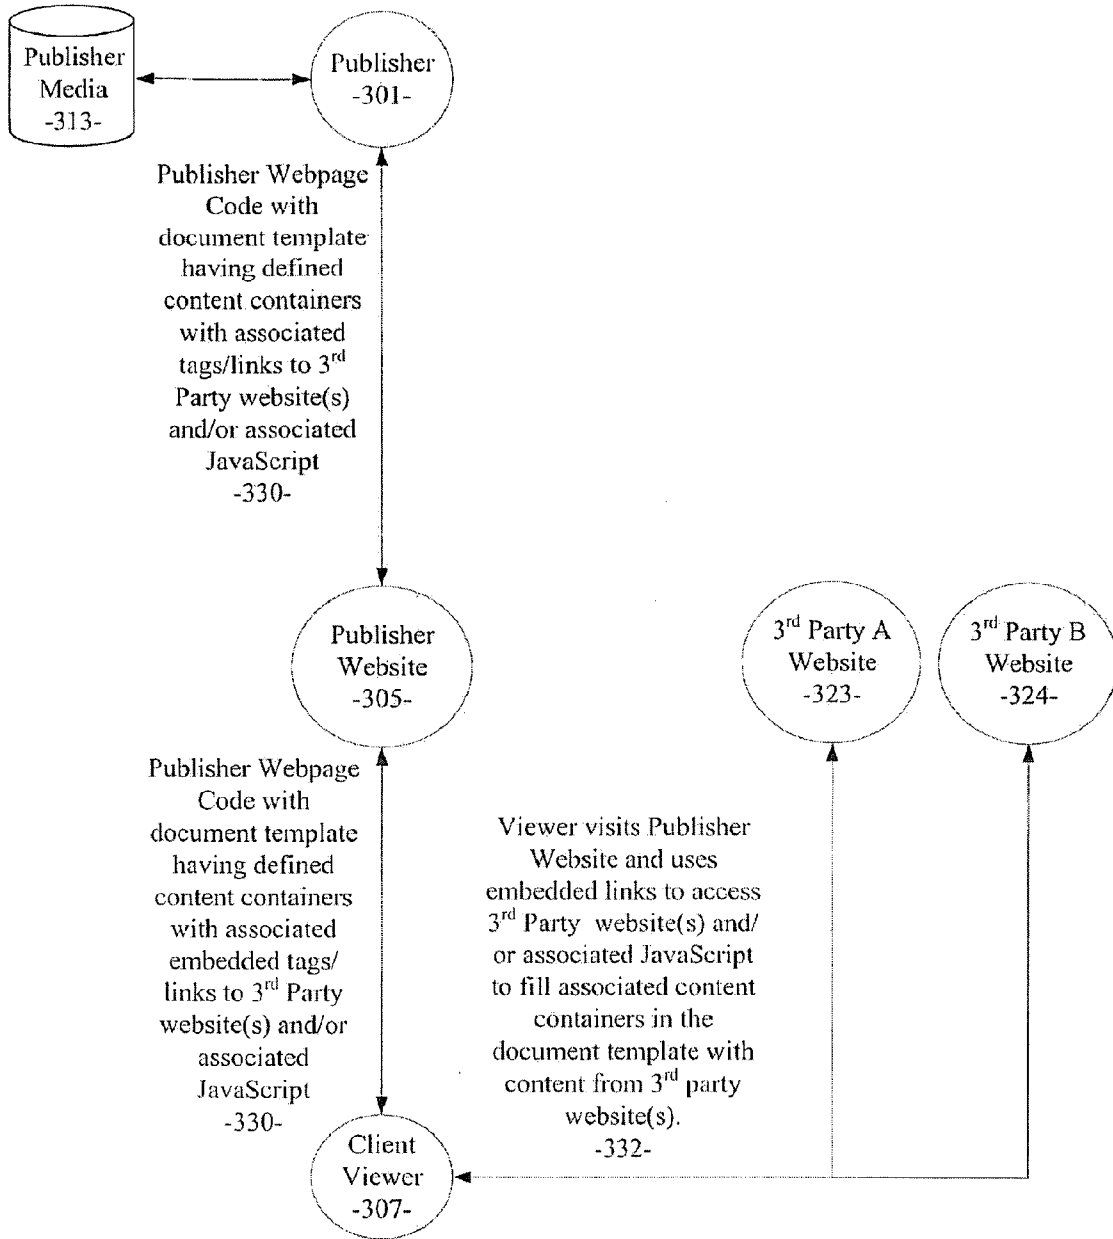 Publisher
Media
-313-
Publisher
-301-
Publisher Webpage
Code with
document template
having defined
content containers
with associated
tags/links to 3rd
Party website(s)
and/or associated
JavaScript
-330-
Publisher
Website
-305-
3rd Party A
Website
-323-
3rd Party B
Website
-324-
Publisher Webpage
Code with
document template
having defined
content containers
with associated
embedded tags/
links to 3rd Party
website(s) and/or
associated
JavaScript
-330-
Viewer visits Publisher
Website and uses
embedded links to access
3rd Party website(s) and/
or associated JavaScript
to fill associated content
containers in the
document template with
content from 3rd party
website(s).
-332-
Client
Viewer
-307-